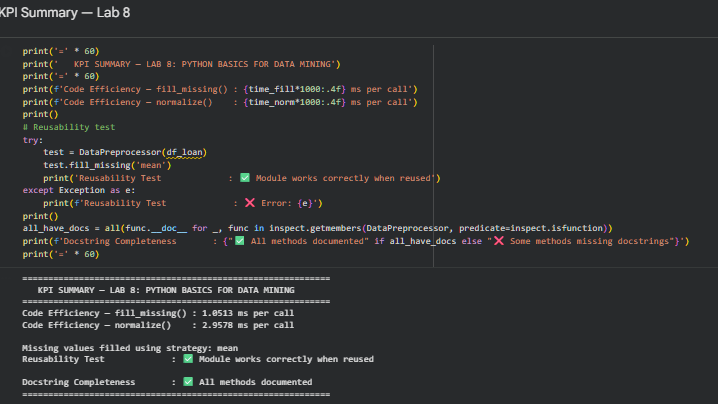 KPI Summary — Lab 8
print('=' * 60)
print('   KPI SUMMARY — LAB 8: PYTHON BASICS FOR DATA MINING')
print('=' * 60)
print(f'Code Efficiency — fill_missing() : {time_fill*1000:.4f} ms per call')
print(f'Code Efficiency — normalize()    : {time_norm*1000:.4f} ms per call')
print()
# Reusability test
try:
    test = DataPreprocessor(df_loan)
    test.fill_missing('mean')
    print('Reusability Test             : ✅ Module works correctly when reused')
except Exception as e:
    print(f'Reusability Test             : ❌ Error: {e}')
print()
all_have_docs = all(func.__doc__ for _, func in inspect.getmembers(DataPreprocessor, predicate=inspect.isfunction))
print(f'Docstring Completeness       : {"✅ All methods documented" if all_have_docs else "❌ Some methods missing docstrings"}')
print('=' * 60)
============================================================
   KPI SUMMARY — LAB 8: PYTHON BASICS FOR DATA MINING
============================================================
Code Efficiency — fill_missing() : 1.0513 ms per call
Code Efficiency — normalize()    : 2.9578 ms per call
Missing values filled using strategy: mean
Reusability Test             : ✅ Module works correctly when reused
Docstring Completeness       : ✅ All methods documented
============================================================